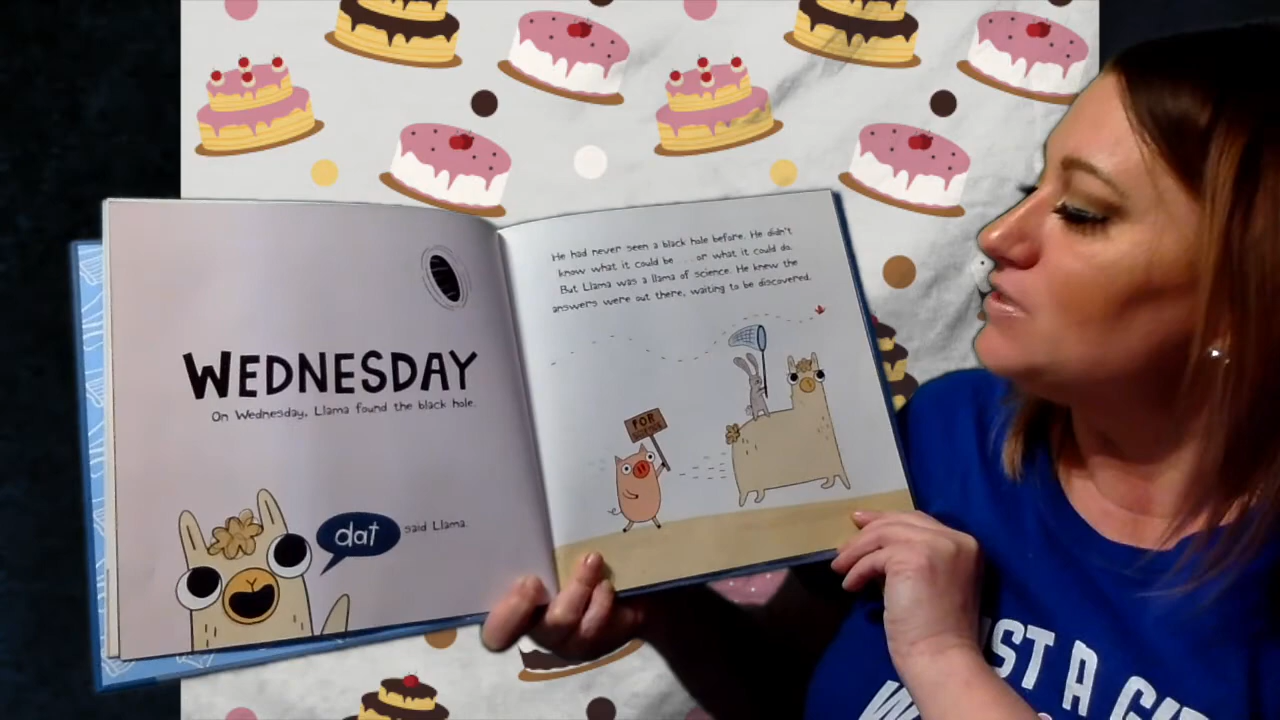 WEDNESDAY
On Wednesday, Llama found the black hole.
dat
said Llama.
He had never seen a black hole before. He didn't
know what it could be ... or what it could do.
But Llama was a llama of science. He knew the
answers were out there, waiting to be discovered.
FOR
A